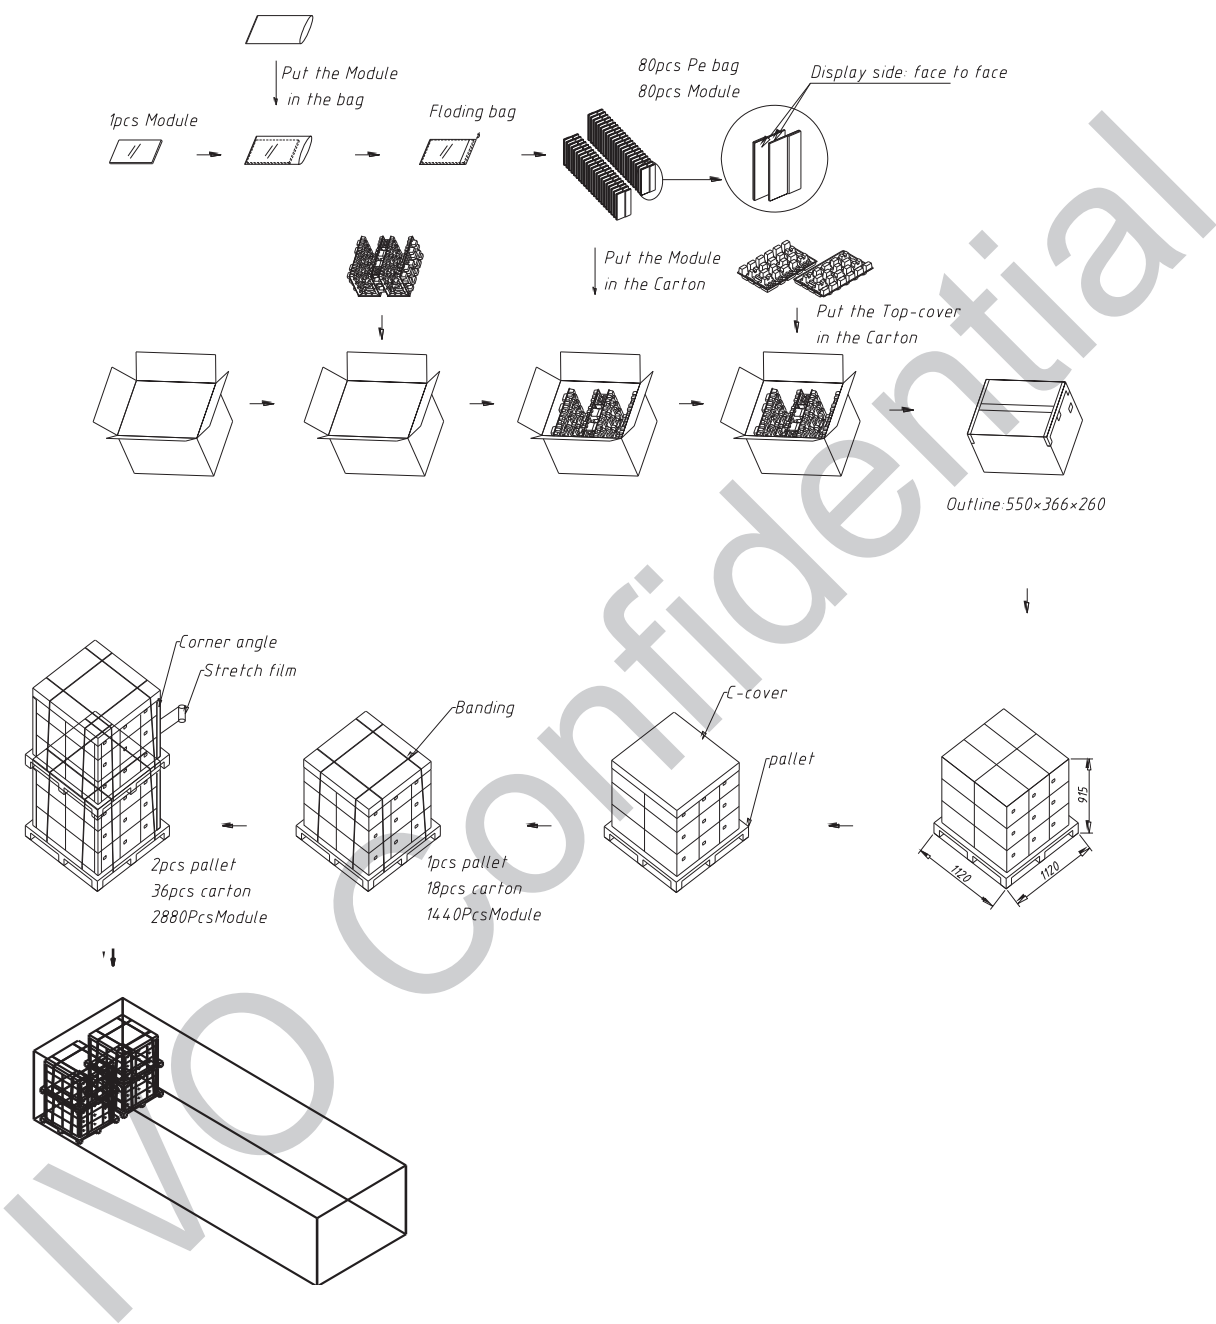 Put the Module
in the bag
1pcs Module
Floding bag
80pcs Pe bag
80pcs Module
Display side: face to face
Put the Module
in the Carton
Put the Top-cover
in the Carton
Outline:550×366×260
Corner angle
Stretch film
Banding
C-cover
pallet
915
1120
1120
2pcs pallet
36pcs carton
2880PcsModule
1pcs pallet
18pcs carton
1440PcsModule
IVO Confidential